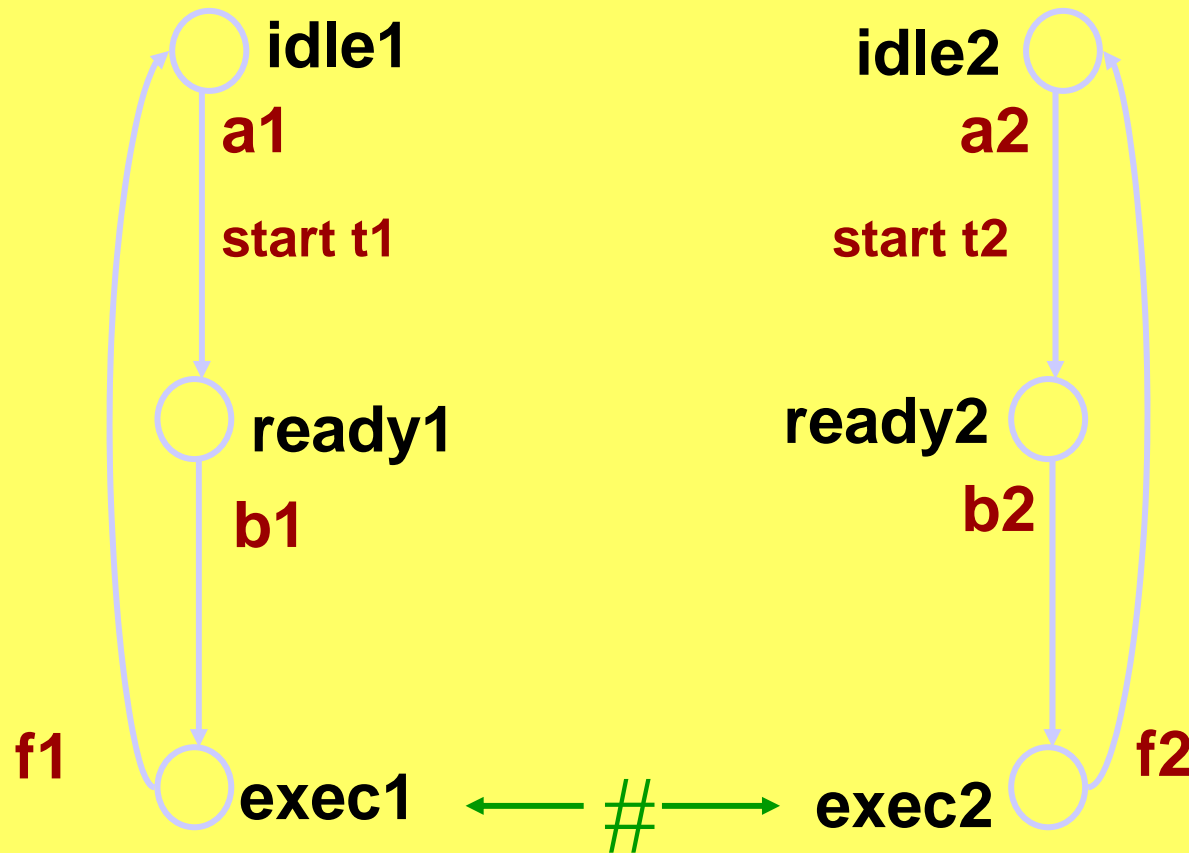 idle1
idle2
a1
a2
start t1
start t2
ready1
ready2
b1
b2
f1
f2
exec1
#
exec2